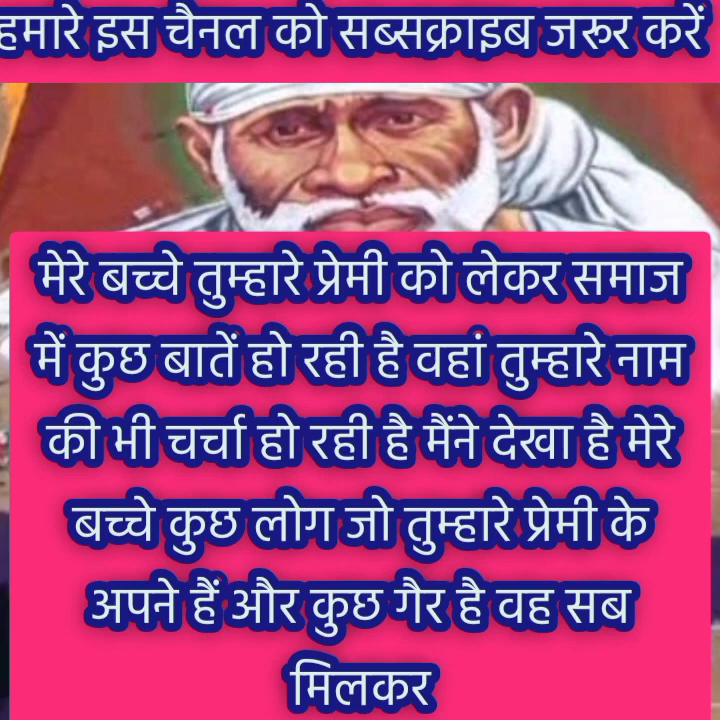 हमारे इस चैनल को सब्सक्राइब जरूर करें
मेरे बच्चे तुम्हारे प्रेमी को लेकर समाज
में कुछ बातें हो रही है वहां तुम्हारे नाम
की भी चर्चा हो रही है मैंने देखा है मेरे
बच्चे कुछ लोग जो तुम्हारे प्रेमी के
अपने हैं और कुछ गैर है वह सब
मिलकर